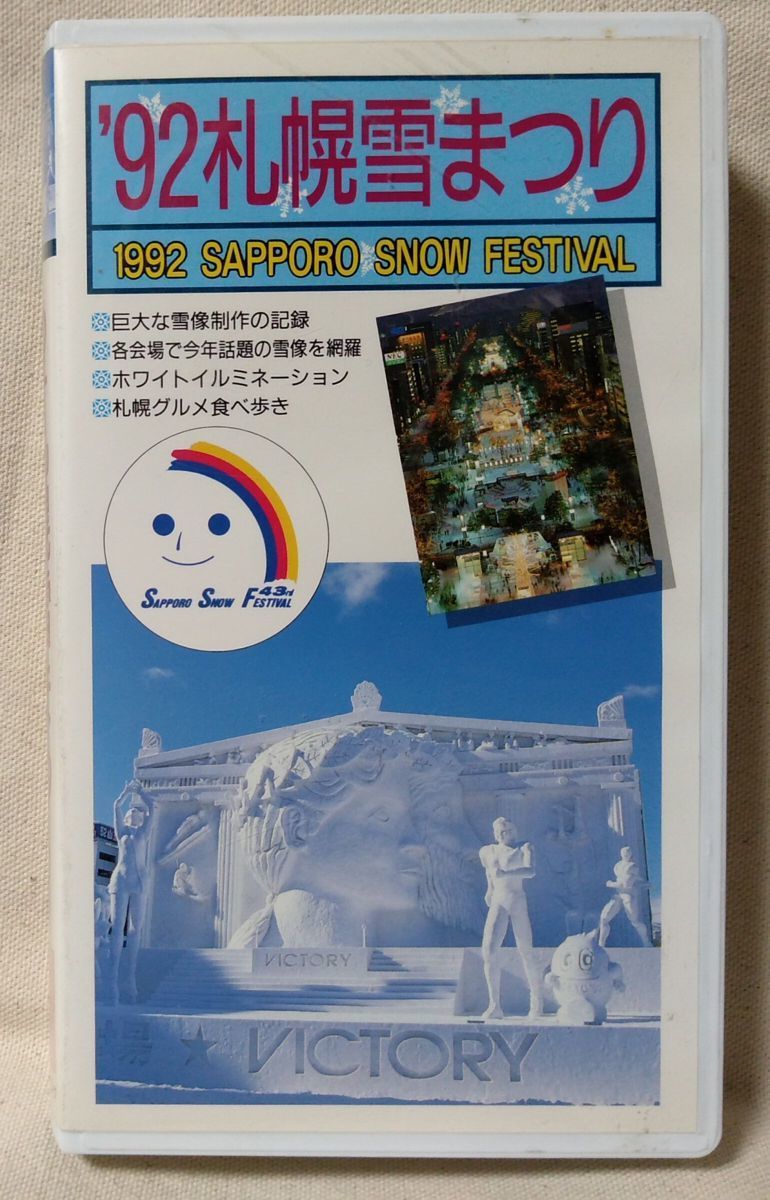 '92札幌雪まつり
1992 SAPPORO SNOW FESTIVAL
巨大な雪像制作の記録
各会場で今年話題の雪像を網羅
ホワイトイルミネーション
札幌グルメ食べ歩き
NEC
43rd
SAPPORO SNOW FESTIVAL
VICTORY
★ VICTORY